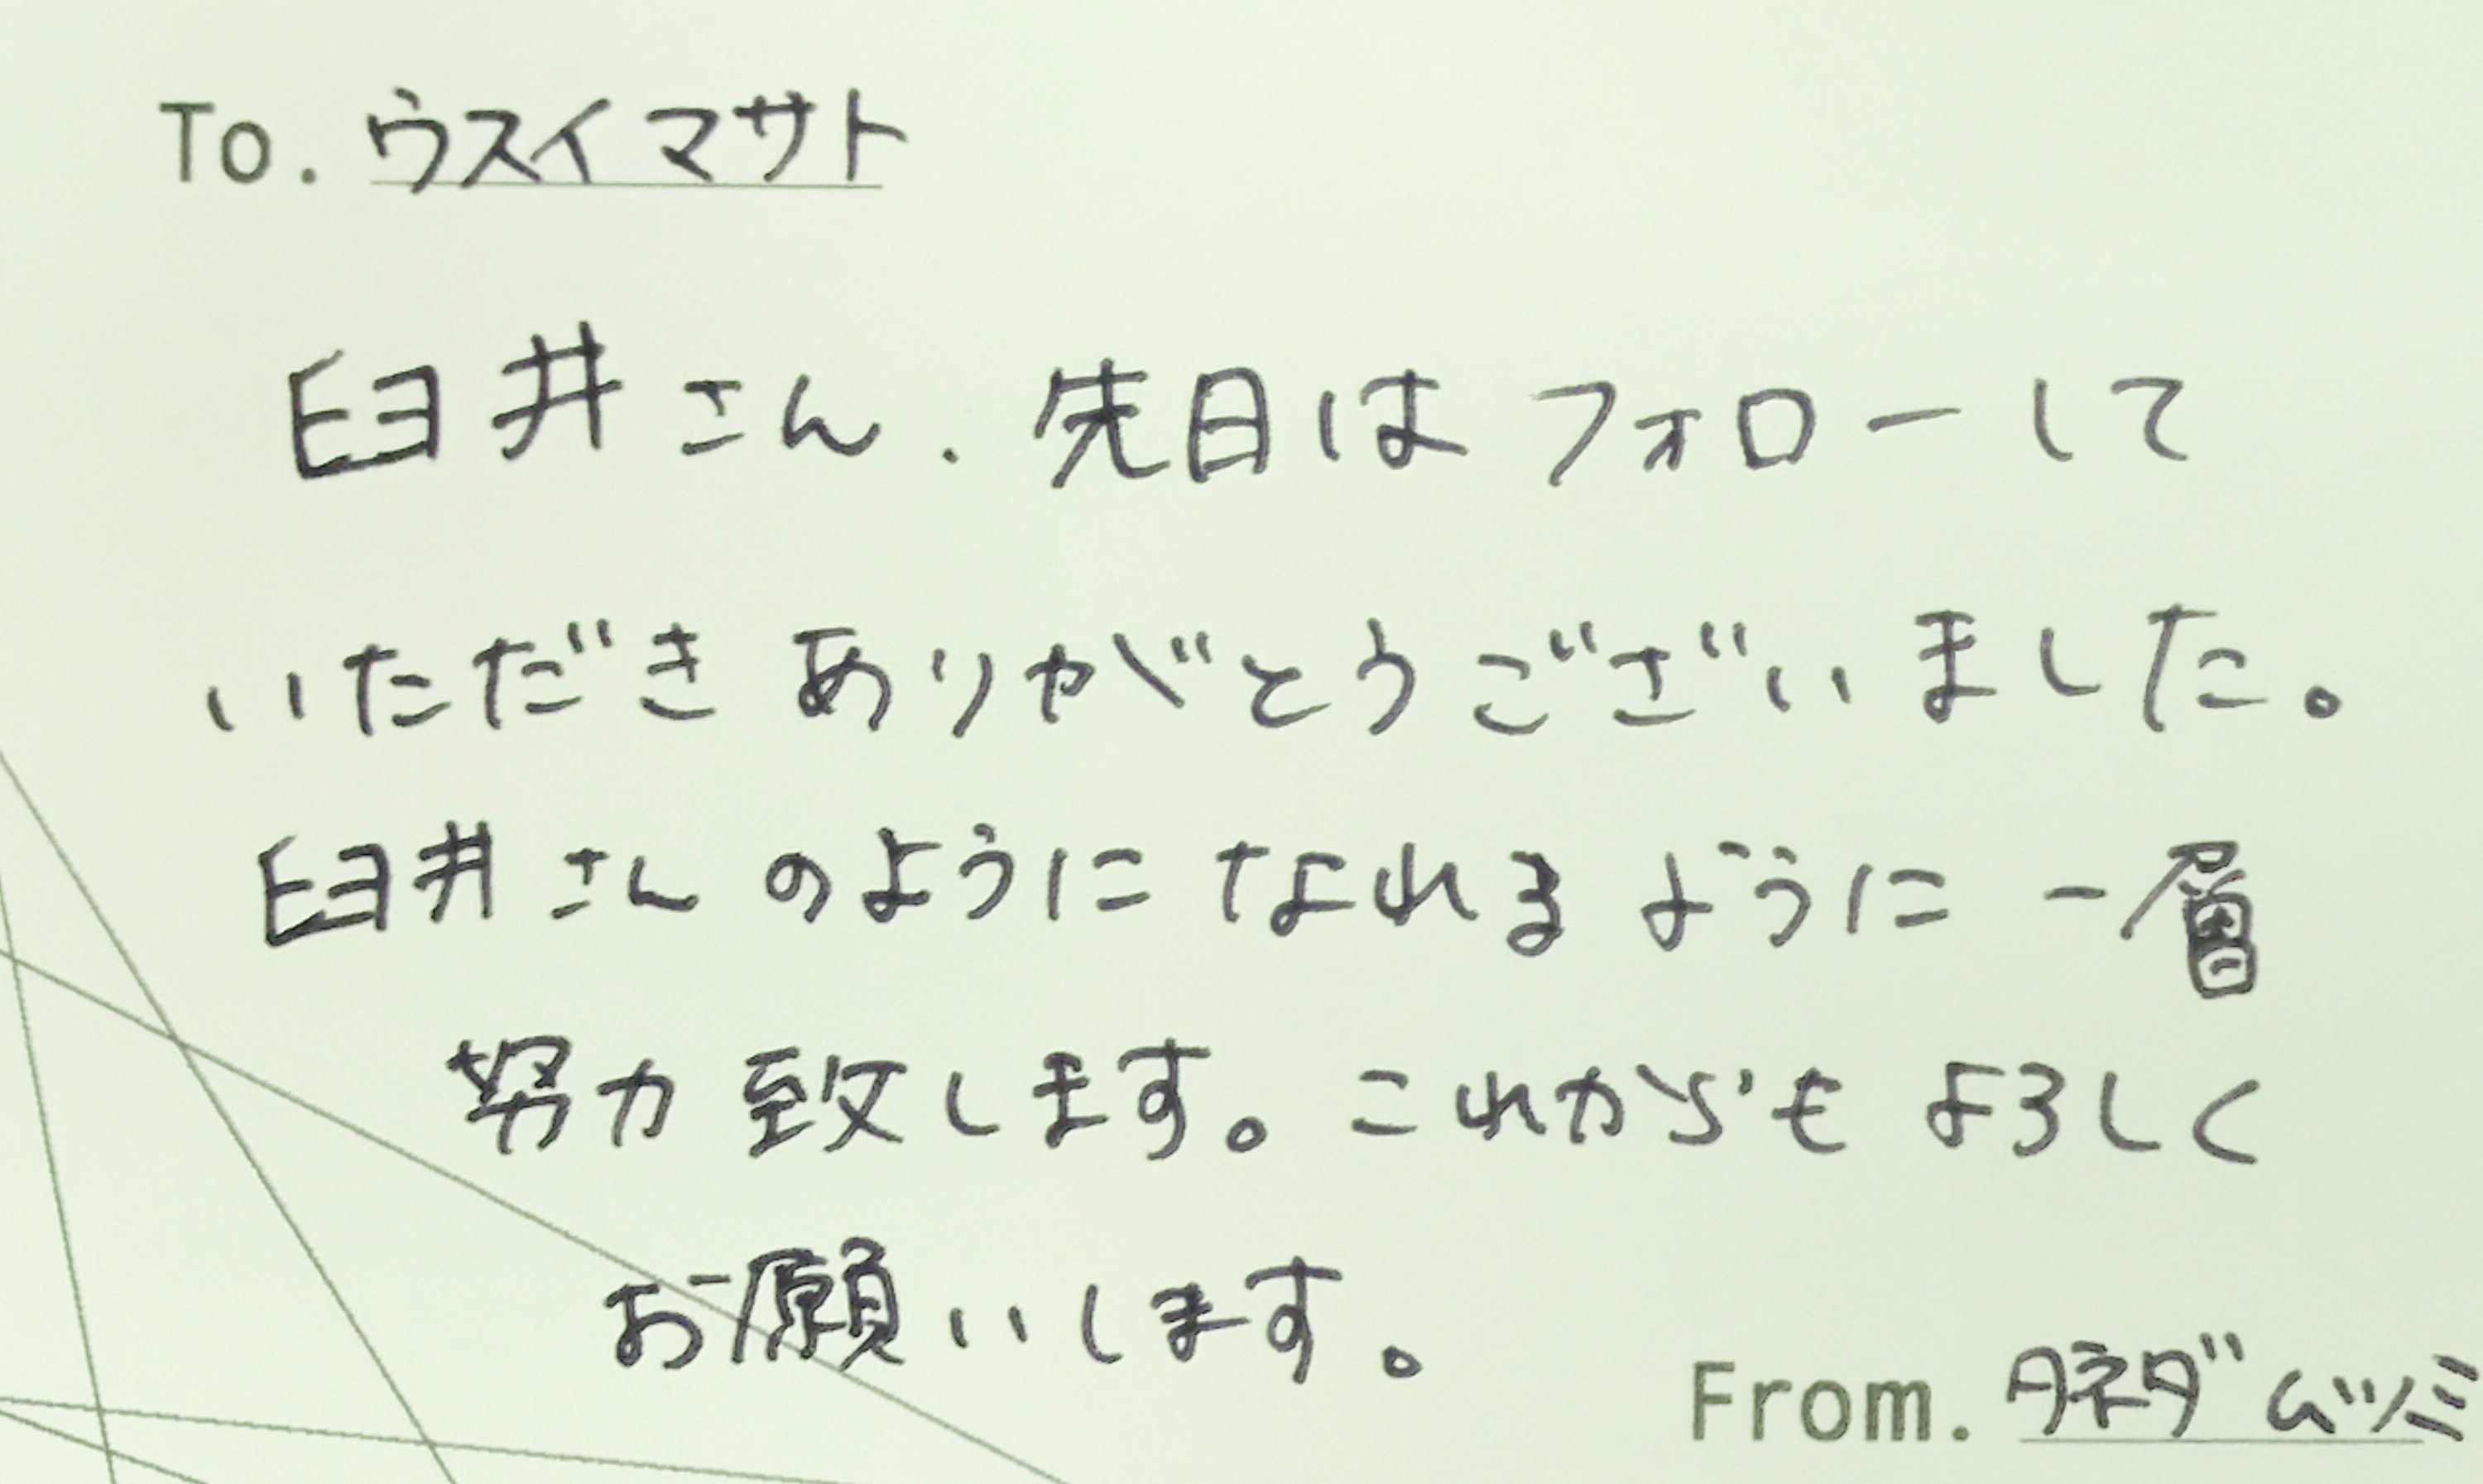 To. ウスイマサト
臼井さん、先日はフォローして
いただきありがとうございました。
臼井さんのようになれるように一層
努力致します。これからもよろしく
お願いします。
From. タネダムツミ